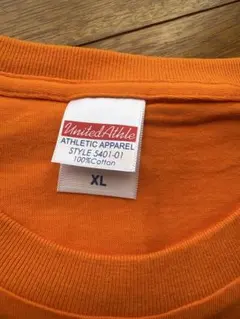 United Athle
ATHLETIC APPAREL
STYLE 5401-01
100% Cotton
XL